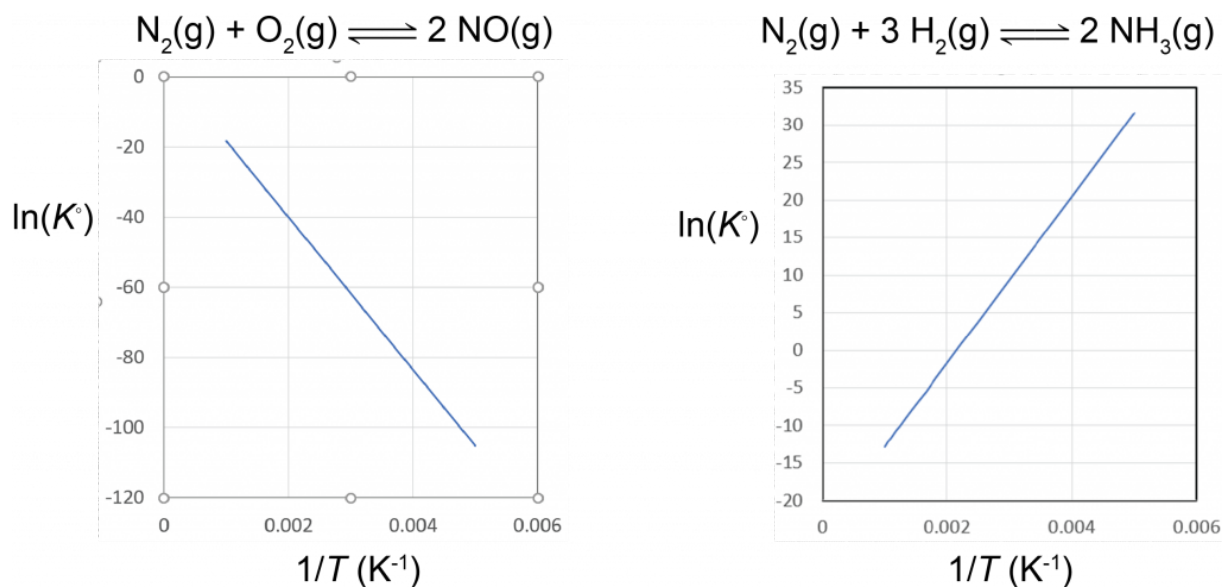 N₂(g) + O₂(g) ⇌ 2 NO(g)
0
-20
-40
-60
-80
-100
-120
ln(K°)
0 0.002 0.004 0.006
1/T (K⁻¹)
N₂(g) + 3 H₂(g) ⇌ 2 NH₃(g)
35
30
25
20
15
10
5
0
-5
-10
-15
-20
ln(K°)
0 0.002 0.004 0.006
1/T (K⁻¹)